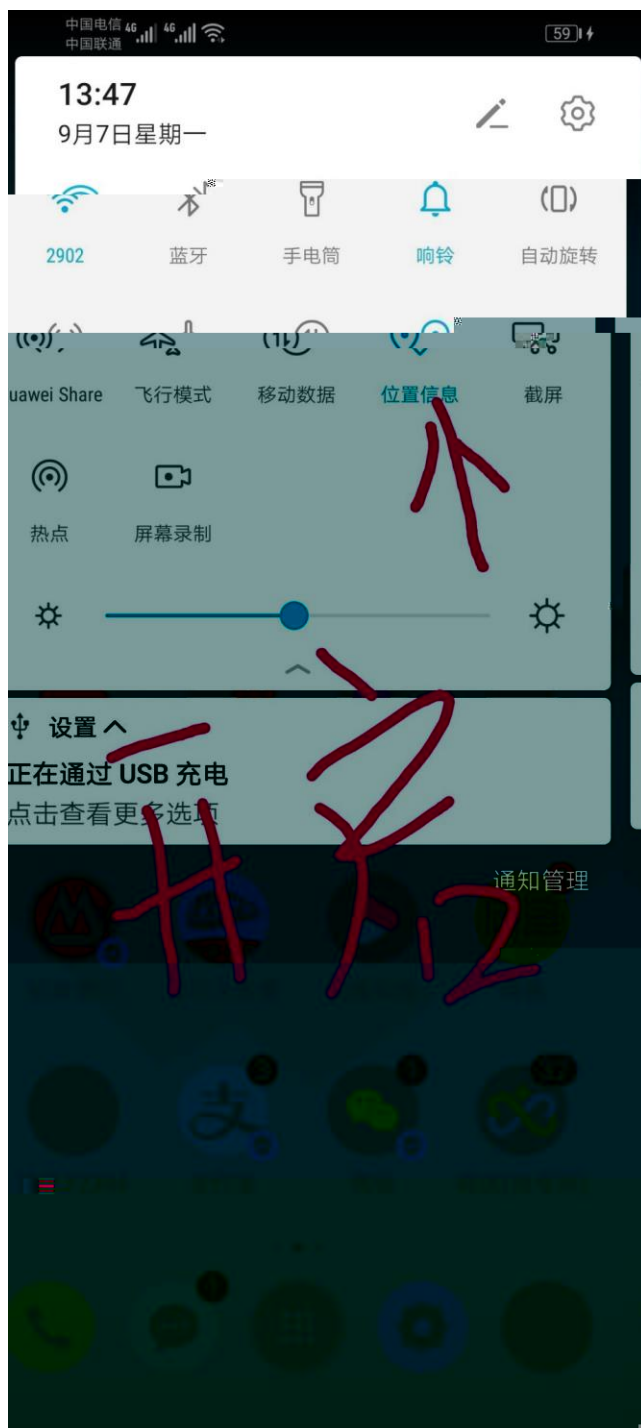 中国电信 4G 4G 59
中国联通
13:47
9月7日星期一
2902 蓝牙 手电筒 响铃 自动旋转
uawei Share 飞行模式 移动数据 位置信息 截屏
热点 屏幕录制
设置
正在通过 USB 充电
点击查看更多选项
通知管理
开启